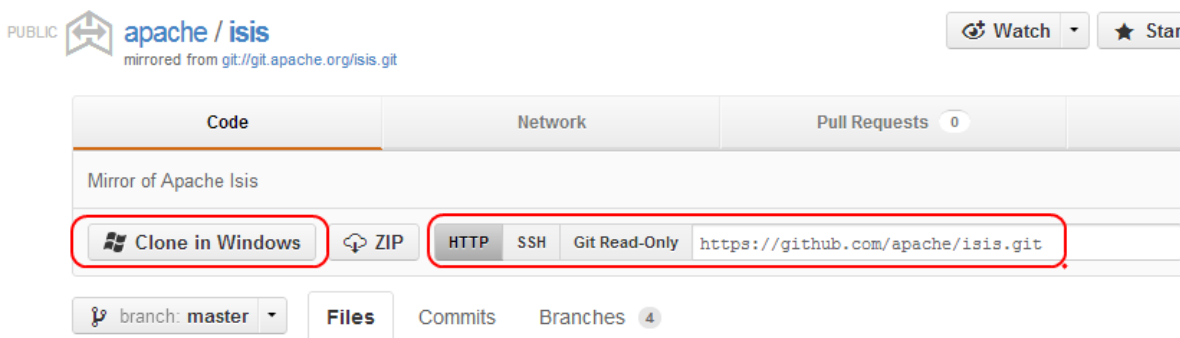 PUBLIC apache / isis Watch
mirrored from git://git.apache.org/isis.git
Code Network Pull Requests 0
Mirror of Apache Isis
Clone in Windows ZIP HTTP SSH Git Read-Only https://github.com/apache/isis.git
branch: master Files Commits Branches 4